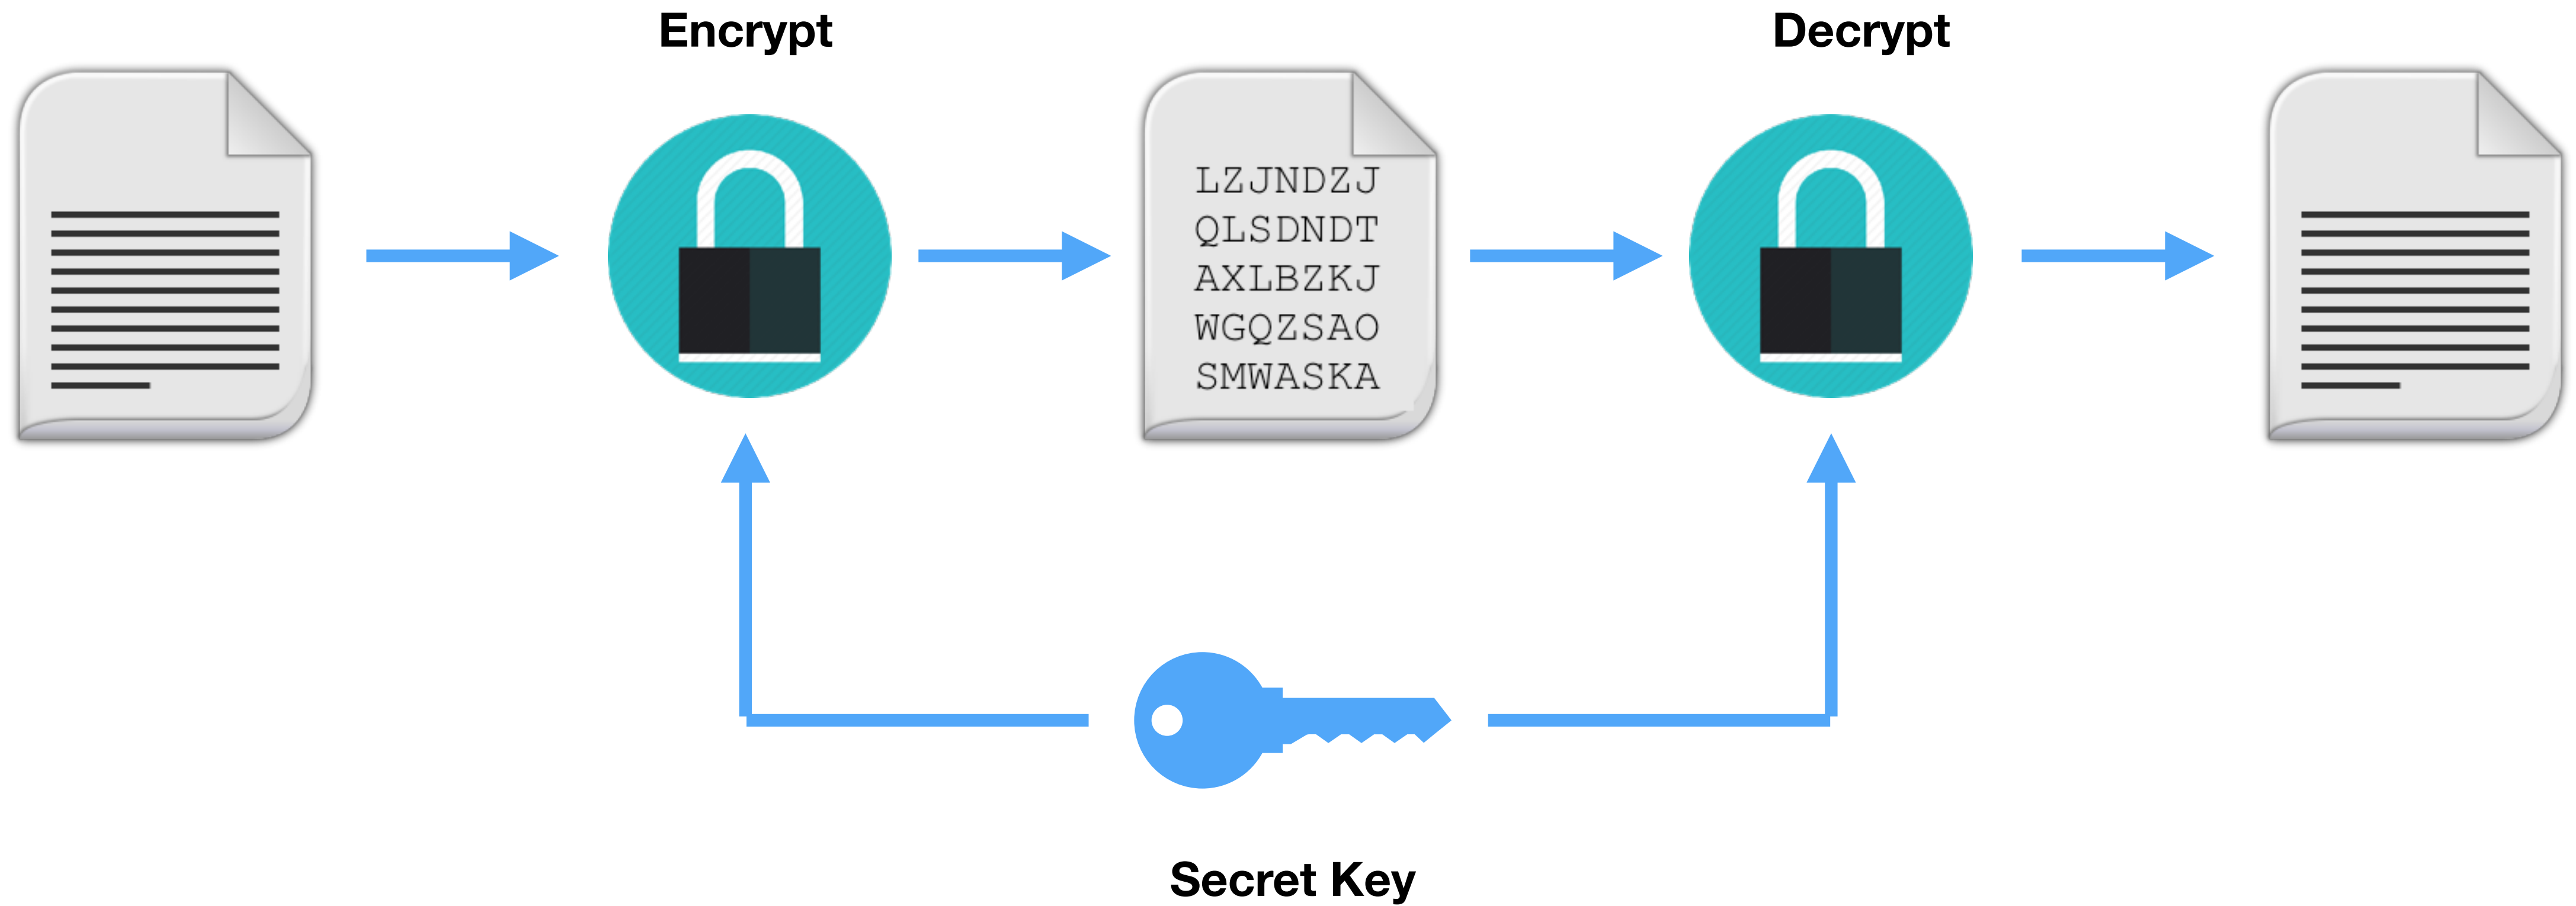 Encrypt
Decrypt
LZJNDZJ
QLSDNDT
AXLBZKJ
WGQZSAO
SMWASKA
Secret Key